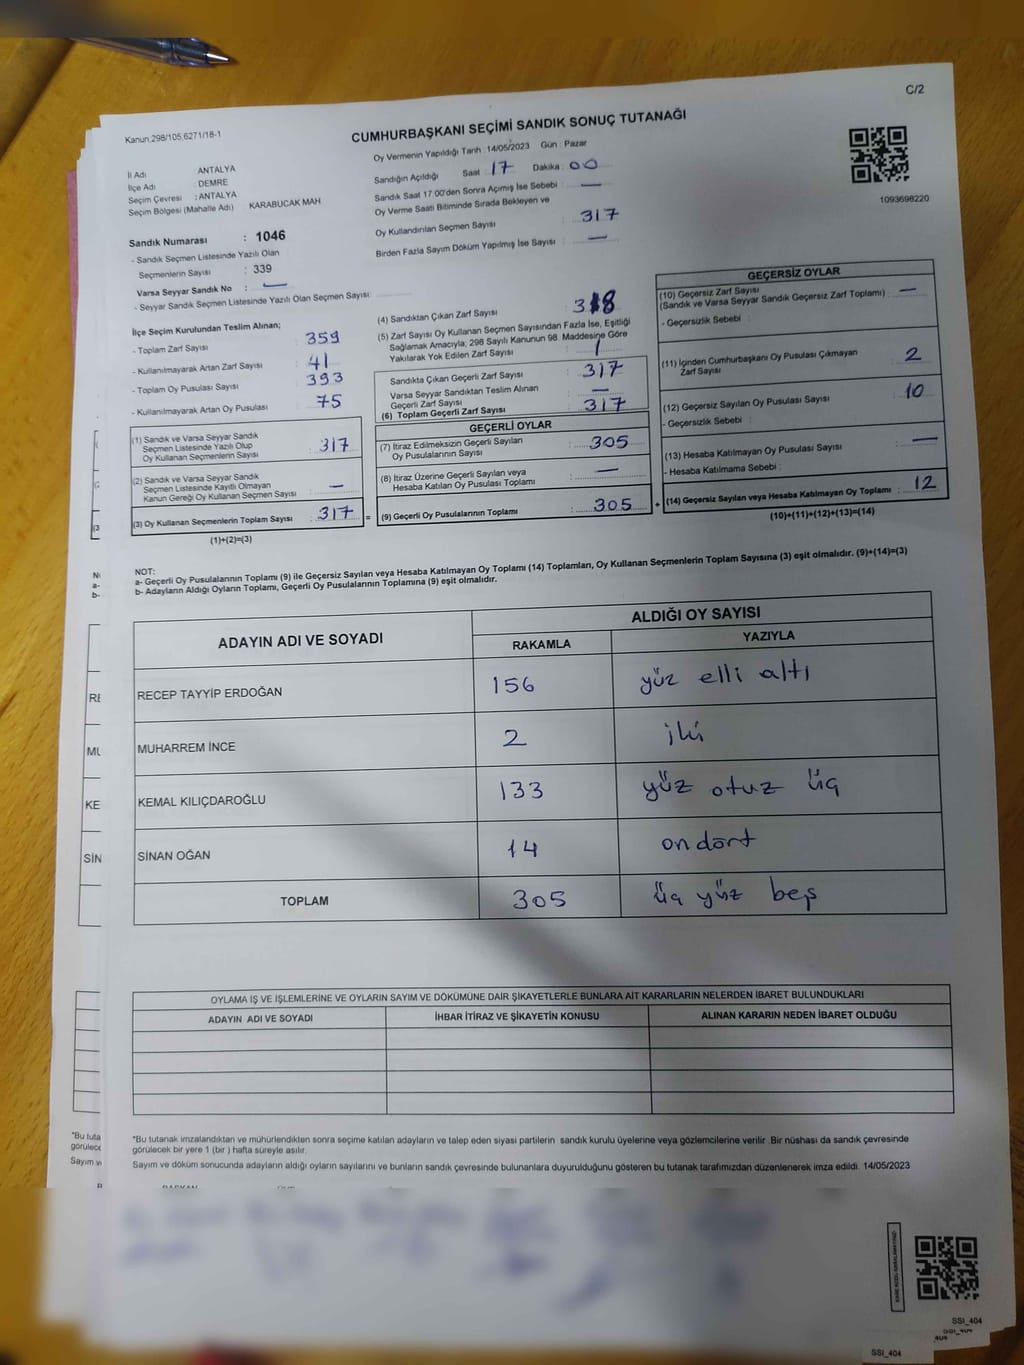 C/2
Kanun:298/105,6271/18-1
CUMHURBAŞKANI SEÇİMİ SANDIK SONUÇ TUTANAĞI
İl Adı ANTALYA
İlçe Adı : DEMRE
Seçim Çevresi : ANTALYA
Seçim Bölgesi (Mahalle Adı) KARABUCAK MAH
Sandık Numarası : 1046
- Sandık Seçmen Listesinde Yazılı Olan
Seçmenlerin Sayısı : 339
Varsa Seyyar Sandık No : —
- Seyyar Sandık Seçmen Listesinde Yazılı Olan Seçmen Sayısı:
Oy Vermenin Yapıldığı Tarih : 14/05/2023 Gün : Pazar
Sandığın Açıldığı Saat : 17 Dakika : 00
Sandık Saat 17:00'den Sonra Açımış İse Sebebi : —
Oy Verme Saati Bitiminde Sırada Bekleyen ve
Oy Kullandırılan Seçmen Sayısı : 317
Birden Fazla Sayım Döküm Yapılmış İse Sayısı : —
1093698220
İlçe Seçim Kurulundan Teslim Alınan;
- Toplam Zarf Sayısı : 359
- Kullanılmayarak Artan Zarf Sayısı : 41
- Toplam Oy Pusulası Sayısı : 393
- Kullanılmayarak Artan Oy Pusulası : 75
(1) Sandık ve Varsa Seyyar Sandık
Seçmen Listesinde Yazılı Olup
Oy Kullanan Seçmenlerin Sayısı : 317
(2) Sandık ve Varsa Seyyar Sandık
Seçmen Listesinde Kayıtlı Olmayan
Kanun Gereği Oy Kullanan Seçmen Sayısı : —
(3) Oy Kullanan Seçmenlerin Toplam Sayısı : 317
(1)+(2)=(3)
(4) Sandıktan Çıkan Zarf Sayısı : 318
(5) Zarf Sayısı Oy Kullanan Seçmen Sayısından Fazla İse, Eşitliği
Sağlamak Amacıyla; 298 Sayılı Kanunun 98. Maddesine Göre
Yakılarak Yok Edilen Zarf Sayısı : 1
Sandıkta Çıkan Geçerli Zarf Sayısı : 317
Varsa Seyyar Sandıktan Teslim Alınan
Geçerli Zarf Sayısı : —
(6) Toplam Geçerli Zarf Sayısı : 317
GEÇERLİ OYLAR
(7) İtiraz Edilmeksizin Geçerli Sayılan
Oy Pusulalarının Sayısı : 305
(8) İtiraz Üzerine Geçerli Sayılan veya
Hesaba Katılan Oy Pusulası Toplamı : —
= (9) Geçerli Oy Pusulalarının Toplamı : 305
GEÇERSİZ OYLAR
(10) Geçersiz Zarf Sayısı
(Sandık ve Varsa Seyyar Sandık Geçersiz Zarf Toplamı) : —
- Geçersizlik Sebebi :
(11) İçinden Cumhurbaşkanı Oy Pusulası Çıkmayan
Zarf Sayısı : 2
(12) Geçersiz Sayılan Oy Pusulası Sayısı : 10
- Geçersizlik Sebebi :
(13) Hesaba Katılmayan Oy Pusulası Sayısı : —
- Hesaba Katılmama Sebebi :
+ (14) Geçersiz Sayılan veya Hesaba Katılmayan Oy Toplamı : 12
(10)+(11)+(12)+(13)=(14)
NOT:
a- Geçerli Oy Pusulalarının Toplamı (9) ile Geçersiz Sayılan veya Hesaba Katılmayan Oy Toplamı (14) Toplamları, Oy Kullanan Seçmenlerin Toplam Sayısına (3) eşit olmalıdır. (9)+(14)=(3)
b- Adayların Aldığı Oyların Toplamı, Geçerli Oy Pusulalarının Toplamına (9) eşit olmalıdır.
ADAYIN ADI VE SOYADI
ALDIĞI OY SAYISI
RAKAMLA YAZIYLA
RECEP TAYYİP ERDOĞAN 156 yüz elli altı
MUHARREM İNCE 2 iki
KEMAL KILIÇDAROĞLU 133 yüz otuz üç
SİNAN OĞAN 14 on dört
TOPLAM 305 üç yüz beş
OYLAMA İŞ VE İŞLEMLERİNE VE OYLARIN SAYIM VE DÖKÜMÜNE DAİR ŞİKAYETLERLE BUNLARA AİT KARARLARIN NELERDEN İBARET BULUNDUKLARI
ADAYIN ADI VE SOYADI İHBAR İTİRAZ VE ŞİKAYETİN KONUSU ALINAN KARARIN NEDEN İBARET OLDUĞU
*Bu tutanak imzalandıktan ve mühürlendikten sonra seçime katılan adayların ve talep eden siyasi partilerin sandık kurulu üyelerine veya gözlemcilerine verilir .Bir nüshası da sandık çevresinde
görülecek bir yere 1 (bir ) hafta süreyle asılır.
Sayım ve döküm sonucunda adayların aldığı oyların sayılarını ve bunların sandık çevresinde bulunanlara duyurulduğunu gösteren bu tutanak tarafımızdan düzenlenerek imza edildi. 14/05/2023
SSI_404
SSI_404